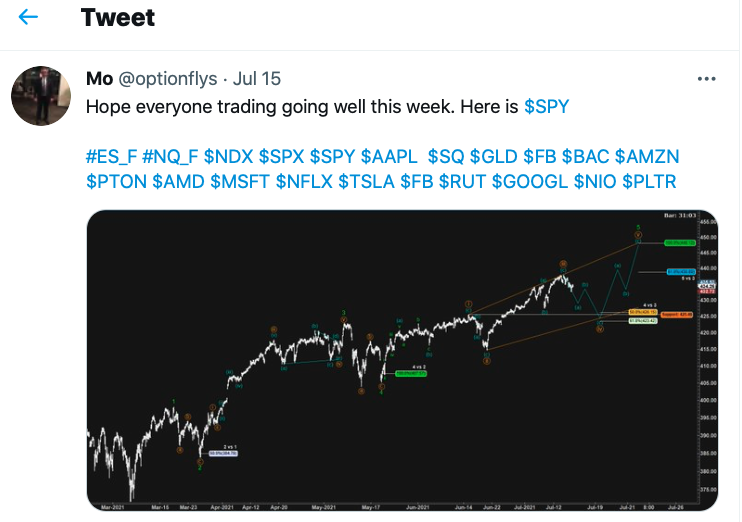 Tweet
Mo @optionflys · Jul 15
Hope everyone trading going well this week. Here is $SPY
#ES_F #NQ_F $NDX $SPX $SPY $AAPL $SQ $GLD $FB $BAC $AMZN
$PTON $AMD $MSFT $NFLX $TSLA $FB $RUT $GOOGL $NIO $PLTR
Bar: 31:03
455.00
450.00
445.00
440.00
430.00
425.00
420.00
415.00
410.00
405.00
400.00
395.00
390.00
385.00
380.00
375.00
5
3
4 vs 3
4 vs 3
1
4
2 vs 1
2
Mar-2021 Mar-15 Mar-23 Apr-2021 Apr-12 Apr-20 May-2021 May-17 Jun-2021 Jun-14 Jun-22 Jul-2021 Jul-12 Jul-19 Jul-21 8:00 Jul-26